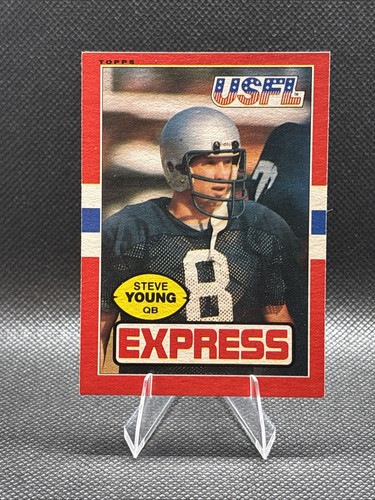 TOPPS
USFL
8
STEVE
YOUNG
QB
EXPRESS